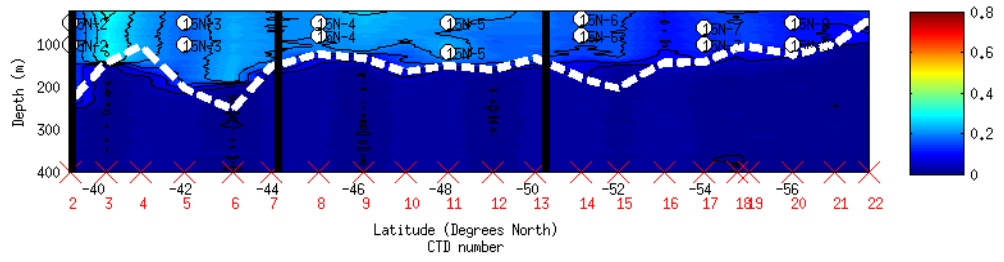 15N-2 15N-3 15N-4 15N-5 15N-6 15N-7 15N-8 0.8
15N-2 15N-3 15N-4 15N-5 15N-6
100
0.6
200
0.4
300
0.2
400 0
Depth (m)
-40 -42 -44 -46 -48 -50 -52 -54 -56
2 3 4 5 6 7 8 9 10 11 12 13 14 15 16 17 18 19 20 21 22
Latitude (Degrees North)
CTD number